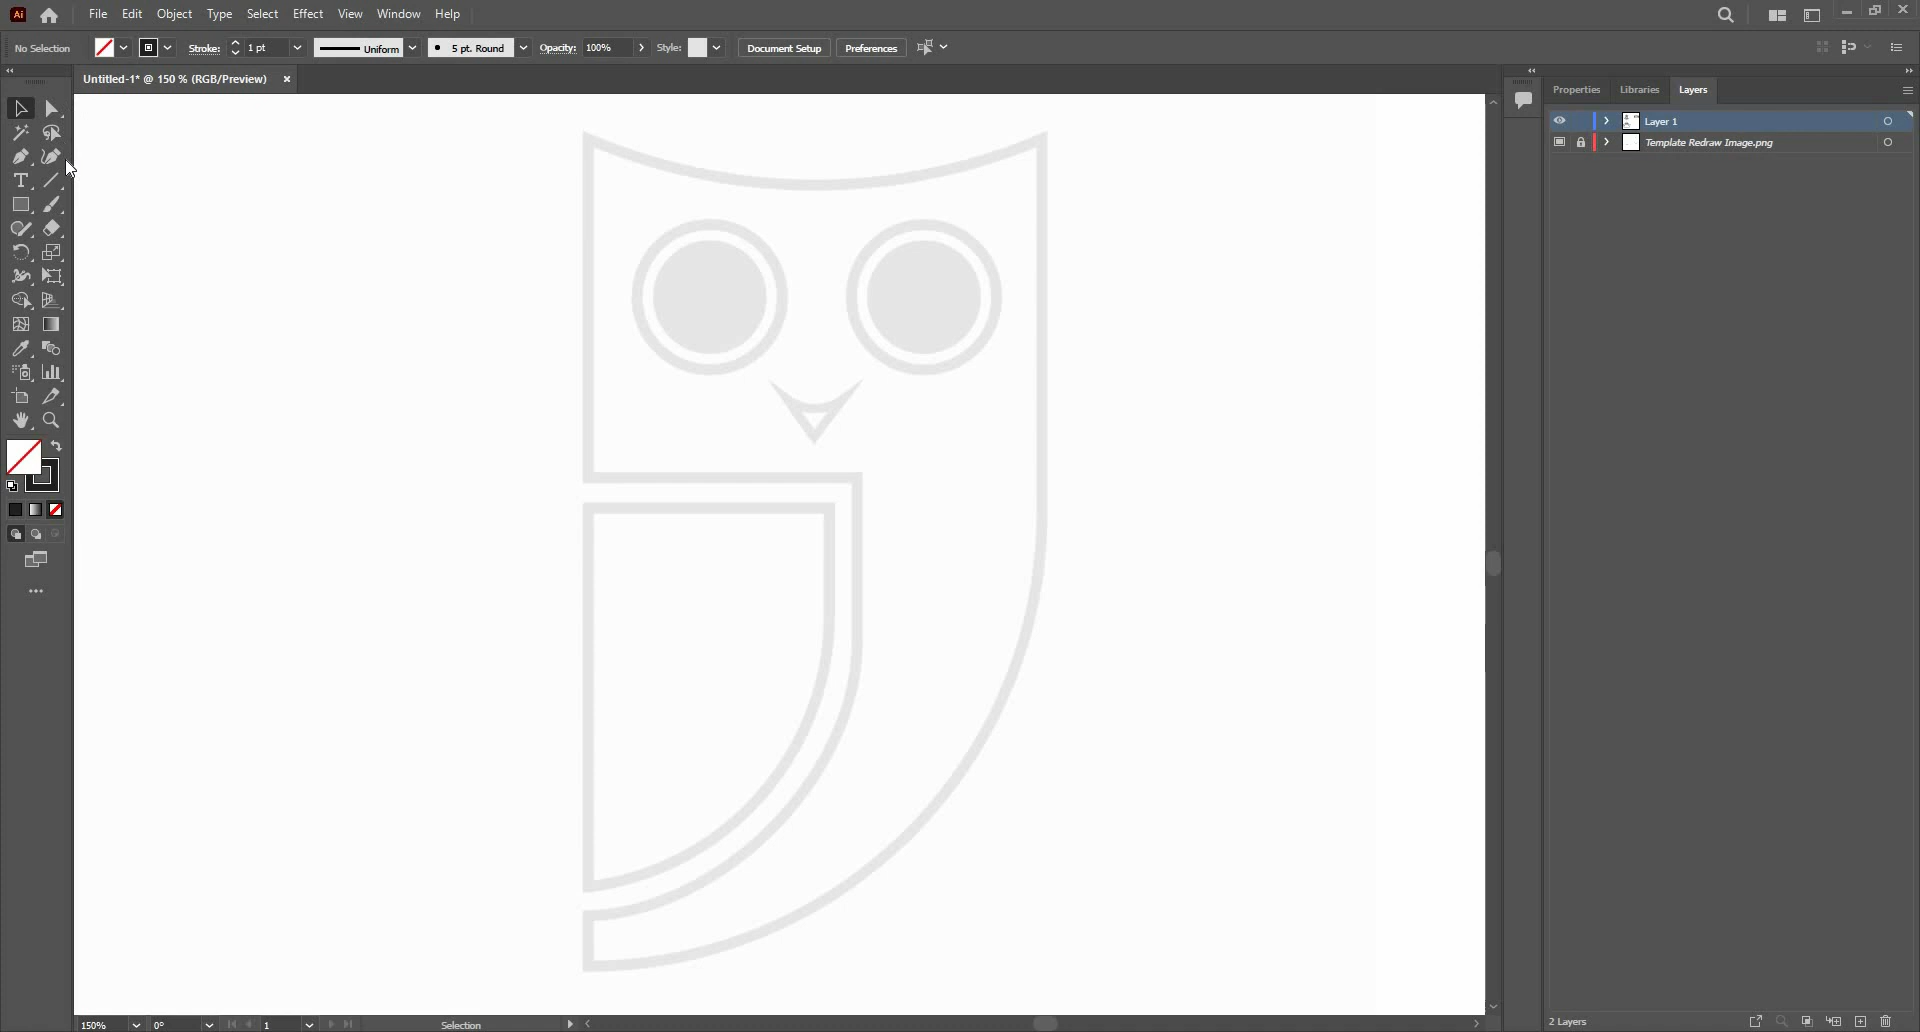 Ai File Edit Object Type Select Effect View Window Help
No Selection Stroke: 1 pt Uniform 5 pt. Round Opacity: 100% Style: Document Setup Preferences
Untitled-1* @ 150 % (RGB/Preview)
Properties Libraries Layers
Layer 1
Template Redraw Image.png
150% 0° 1 Selection
2 Layers